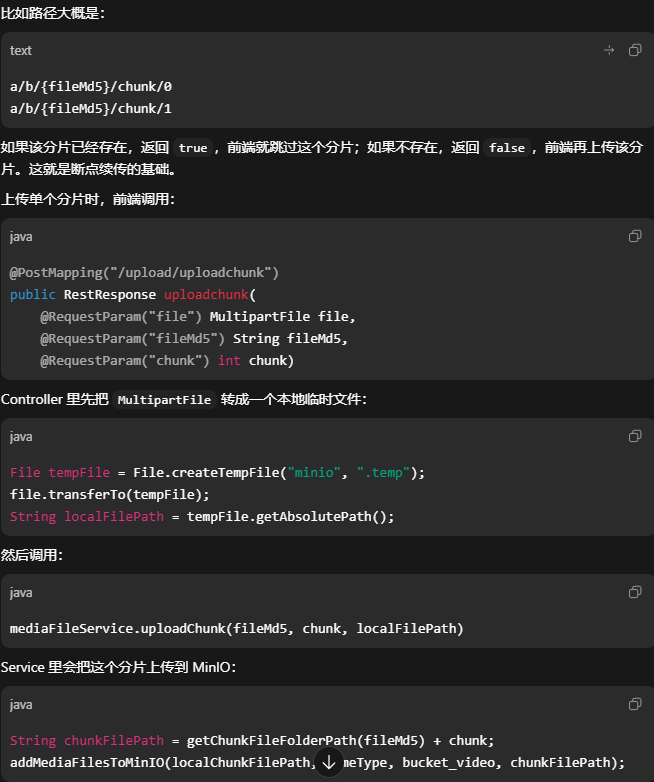 比如路径大概是：
text
a/b/{fileMd5}/chunk/0
a/b/{fileMd5}/chunk/1
如果该分片已经存在，返回 true ，前端就跳过这个分片；如果不存在，返回 false ，前端再上传该分
片。这就是断点续传的基础。
上传单个分片时，前端调用：
java
@PostMapping("/upload/uploadchunk")
public RestResponse uploadchunk(
@RequestParam("file") MultipartFile file,
@RequestParam("fileMd5") String fileMd5,
@RequestParam("chunk") int chunk)
Controller 里先把 MultipartFile 转成一个本地临时文件：
java
File tempFile = File.createTempFile("minio", ".temp");
file.transferTo(tempFile);
String localFilePath = tempFile.getAbsolutePath();
然后调用：
java
mediaFileService.uploadChunk(fileMd5, chunk, localFilePath)
Service 里会把这个分片上传到 MinIO：
java
String chunkFilePath = getChunkFileFolderPath(fileMd5) + chunk;
addMediaFilesToMinIO(localChunkFilePath, meType, bucket_video, chunkFilePath);